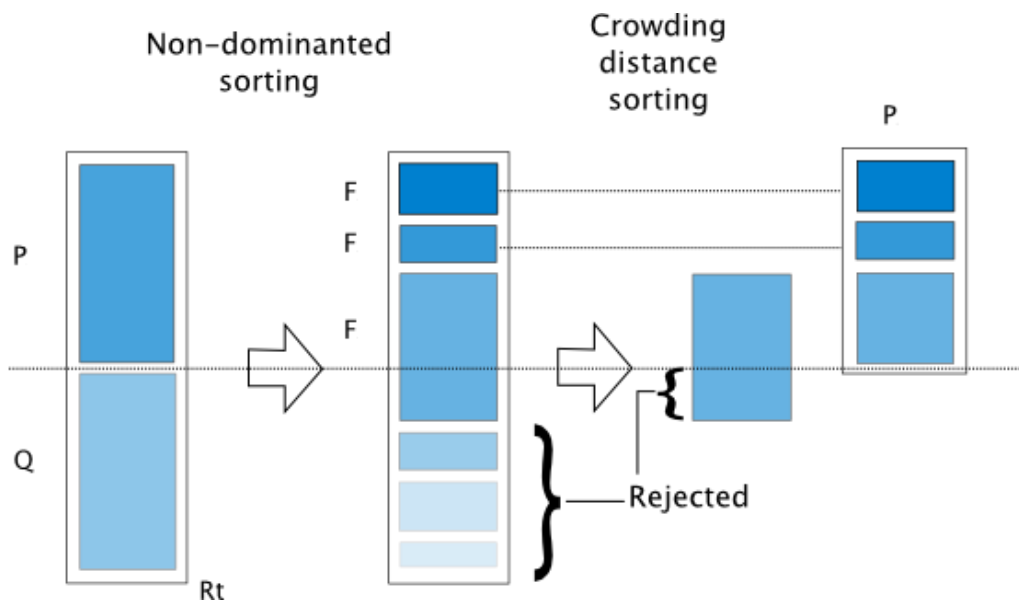 Non-dominanted
sorting
Crowding
distance
sorting
P
F
P
F
F
Q
Rejected
Rt